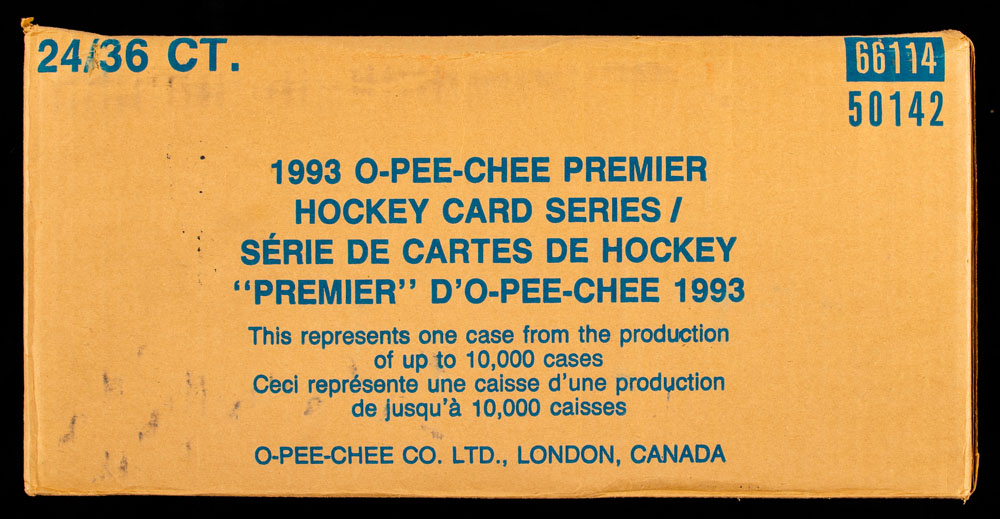 24/36 CT.
66114
50142
1993 O-PEE-CHEE PREMIER
HOCKEY CARD SERIES /
SÉRIE DE CARTES DE HOCKEY
"PREMIER" D'O-PEE-CHEE 1993
This represents one case from the production
of up to 10,000 cases
Ceci représente une caisse d'une production
de jusqu'à 10,000 caisses
O-PEE-CHEE CO. LTD., LONDON, CANADA